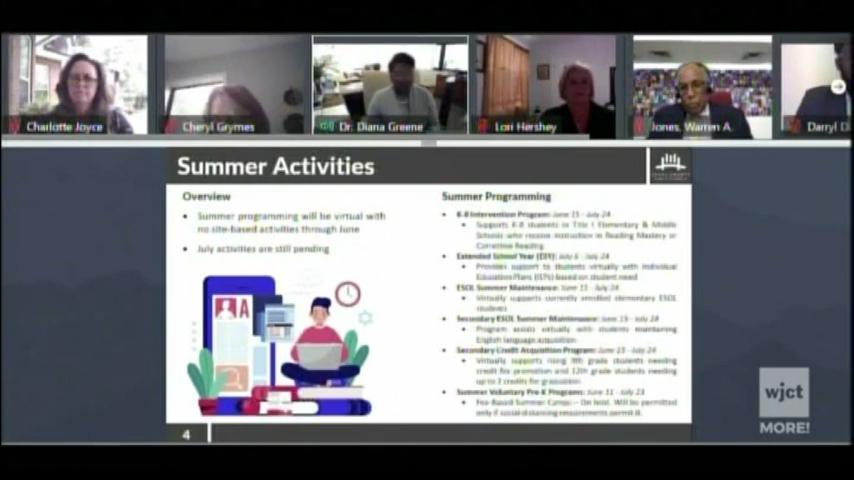 Charlotte Joyce
Cheryl Grymes
Dr. Diana Greene
Lori Hershey
Jones, Warren A.
Darryl
Summer Activities
Overview
• Summer programming will be virtual with
no site-based activities through June
• July activities are still pending
Summer Programming
• K-8 Intervention Program: June 15 - July 24
• Supports K-8 students in Title I Elementary & Middle
Schools who receive instruction in Reading Mastery or
Corrective Reading
• Extended School Year (ESY): July 6 - July 24
• Provides support to students virtually with Individual
Education Plans (IEPs) based on student need
• ESOL Summer Maintenance: June 15 - July 24
• Virtually supports currently enrolled elementary ESOL
students
• Secondary ESOL Summer Maintenance: June 15 - July
• Program assists virtually with students maintaining
English language acquisition
• Secondary Credit Acquisition Program: June 15 - July 24
• Virtually supports rising 9th grade students needing
credit for promotion and 12th grade students needing
up to 2 credits for graduation
• Summer Voluntary Pre-K Programs: June 11 - July 23
• Fee-Based Summer Camps – On hold. Will be permitted
only if social-distancing requirements permit it.
4
wjct
MORE!